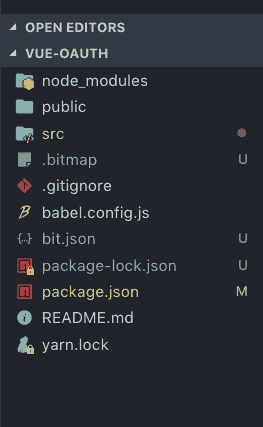 OPEN EDITORS
VUE-OAUTH
node_modules
public
src
.bitmap U
.gitignore
babel.config.js
bit.json U
package-lock.json U
package.json M
README.md
yarn.lock